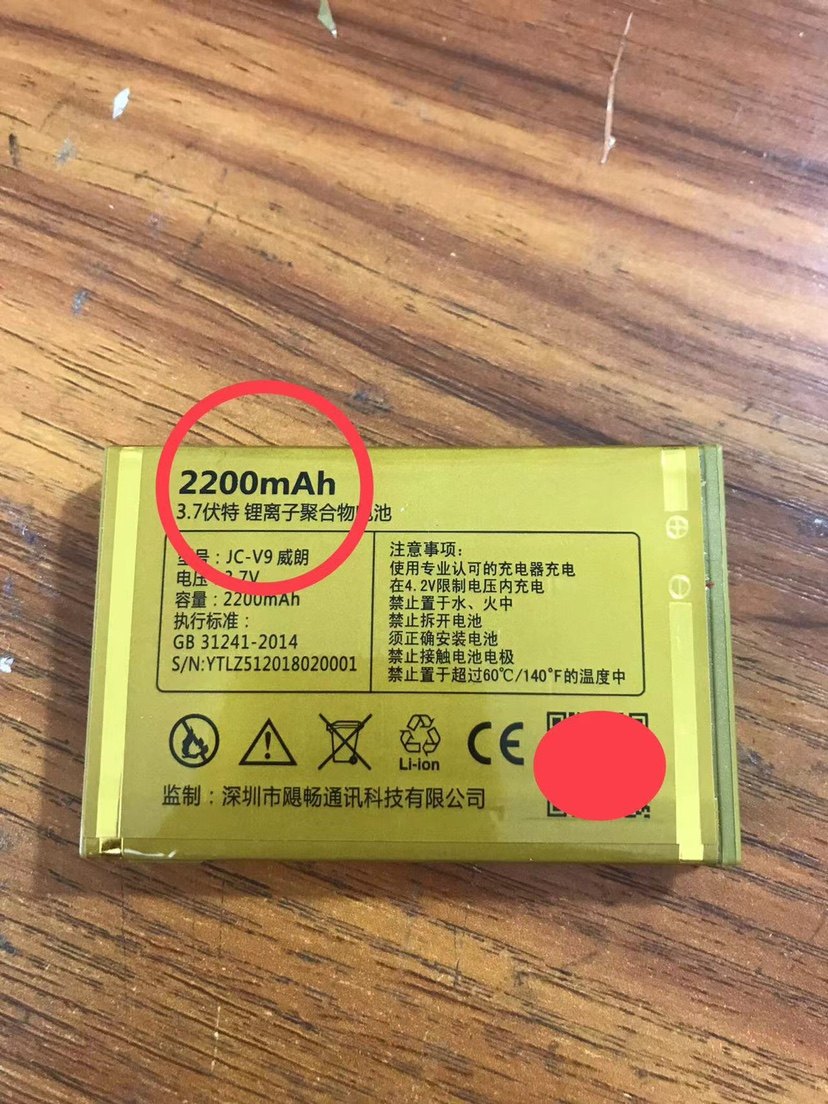 2200mAh
3.7伏特 锂离子聚合物电池
型号：JC-V9 威朗
电压：3.7V
容量：2200mAh
执行标准：
GB 31241-2014
S/N:YTLZ512018020001
注意事项：
使用专业认可的充电器充电
在4.2V限制电压内充电
禁止置于水、火中
禁止拆开电池
须正确安装电池
禁止接触电池电极
禁止置于超过60℃/140°F的温度中
Li-ion
CE
监制：深圳市飓畅通讯科技有限公司